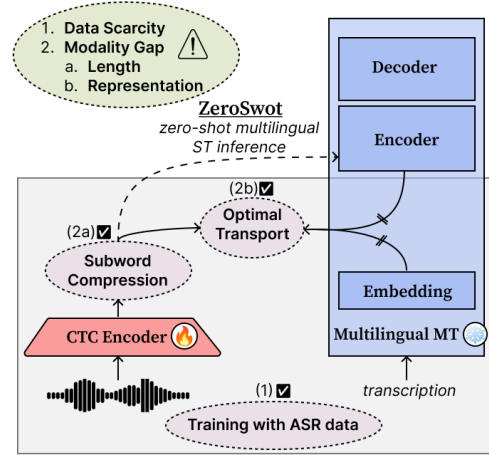 1. Data Scarcity
2. Modality Gap
a. Length
b. Representation
Decoder
Encoder
ZeroSwot
zero-shot multilingual
ST inference
(2b)
Optimal
Transport
(2a)
Subword
Compression
Embedding
CTC Encoder
Multilingual MT
transcription
(1)
Training with ASR data